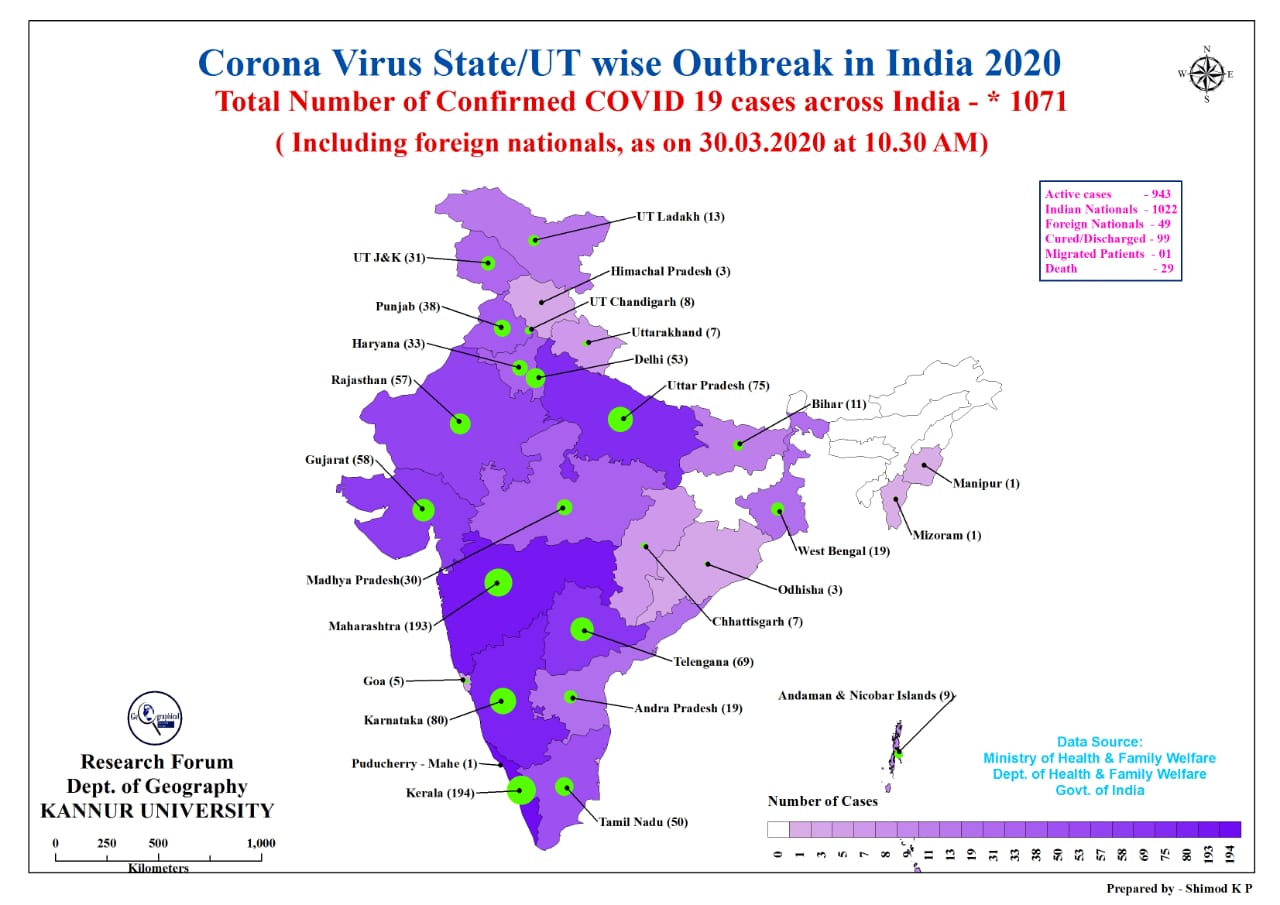 Corona Virus State/UT wise Outbreak in India 2020
Total Number of Confirmed COVID 19 cases across India - * 1071
( Including foreign nationals, as on 30.03.2020 at 10.30 AM)
N
W E
S
Active cases - 943
Indian Nationals - 1022
Foreign Nationals - 49
Cured/Discharged - 99
Migrated Patients - 01
Death - 29
UT Ladakh (13)
UT J&K (31)
Himachal Pradesh (3)
UT Chandigarh (8)
Punjab (38)
Uttarakhand (7)
Haryana (33)
Delhi (53)
Rajasthan (57)
Uttar Pradesh (75)
Bihar (11)
Gujarat (58)
Manipur (1)
Mizoram (1)
West Bengal (19)
Madhya Pradesh(30)
Odhisha (3)
Maharashtra (193)
Chhattisgarh (7)
Telengana (69)
Goa (5)
Andaman & Nicobar Islands (9)
Andra Pradesh (19)
Karnataka (80)
Puducherry - Mahe (1)
Kerala (194)
Tamil Nadu (50)
Research Forum
Dept. of Geography
KANNUR UNIVERSITY
0 250 500 1,000
Kilometers
Data Source:
Ministry of Health & Family Welfare
Dept. of Health & Family Welfare
Govt. of India
Number of Cases
0 1 3 5 7 8 9 11 13 19 31 33 38 50 53 57 58 69 75 80 193 194
Prepared by - Shimod K P